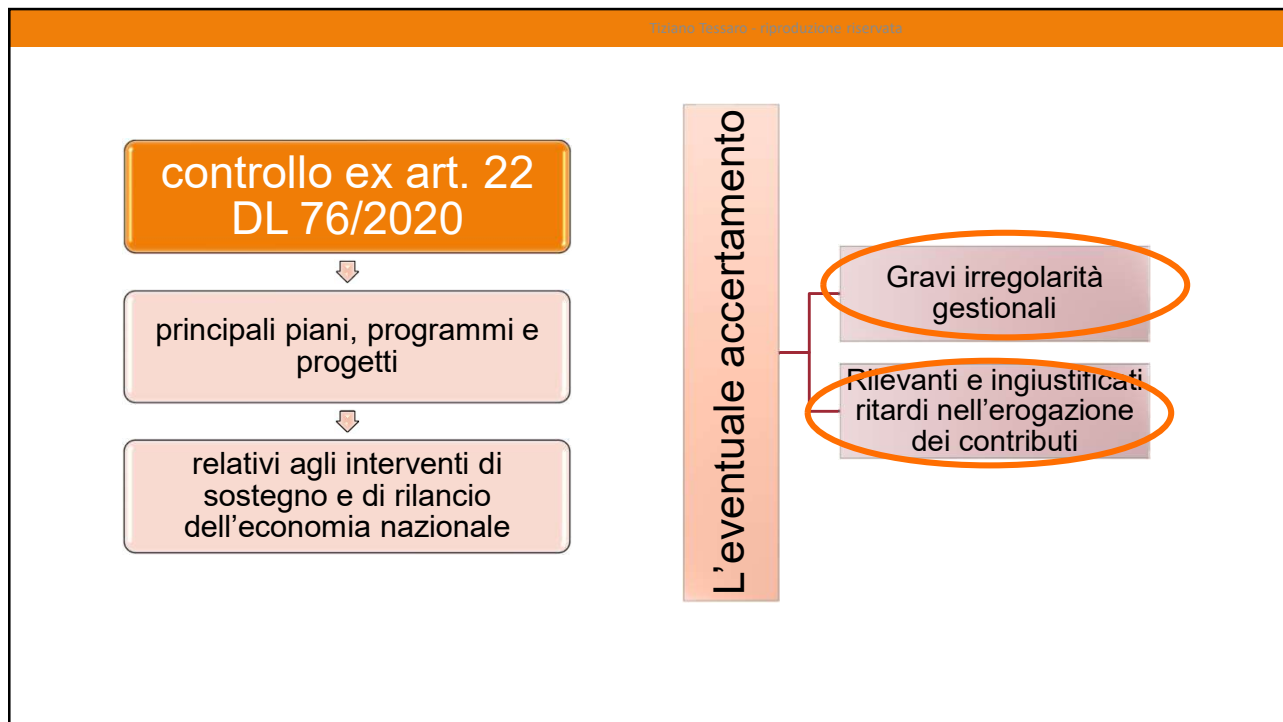 Tiziano Tessaro - riproduzione riservata
controllo ex art. 22
DL 76/2020
principali piani, programmi e
progetti
relativi agli interventi di
sostegno e di rilancio
dell’economia nazionale
L’eventuale accertamento
Gravi irregolarità
gestionali
Rilevanti e ingiustificati
ritardi nell’erogazione
dei contributi